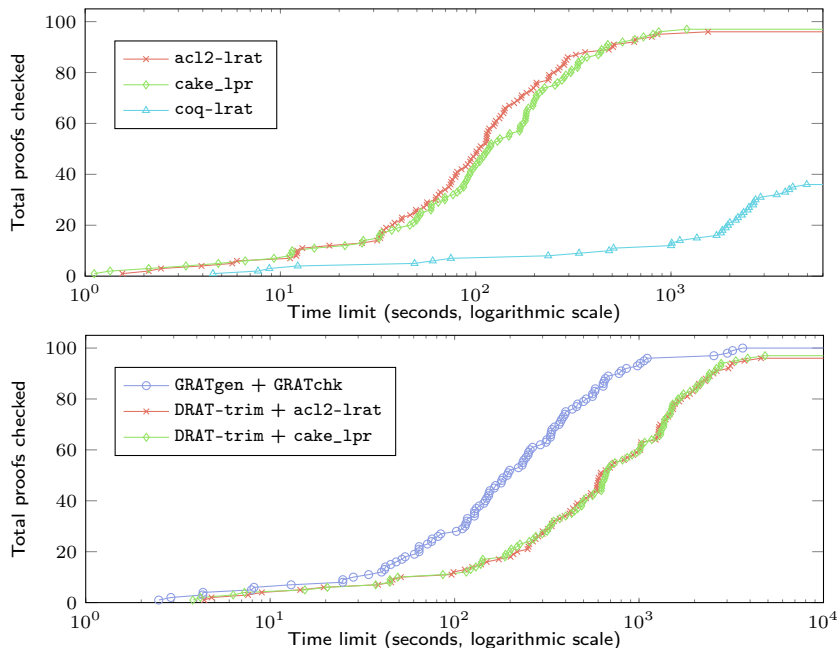 100
80
60
40
20
0
Total proofs checked
acl2-lrat
cake_lpr
coq-lrat
10^0
10^1
10^2
10^3
Time limit (seconds, logarithmic scale)
100
80
60
40
20
0
Total proofs checked
GRATgen + GRATchk
DRAT-trim + acl2-lrat
DRAT-trim + cake_lpr
10^0
10^1
10^2
10^3
10^4
Time limit (seconds, logarithmic scale)